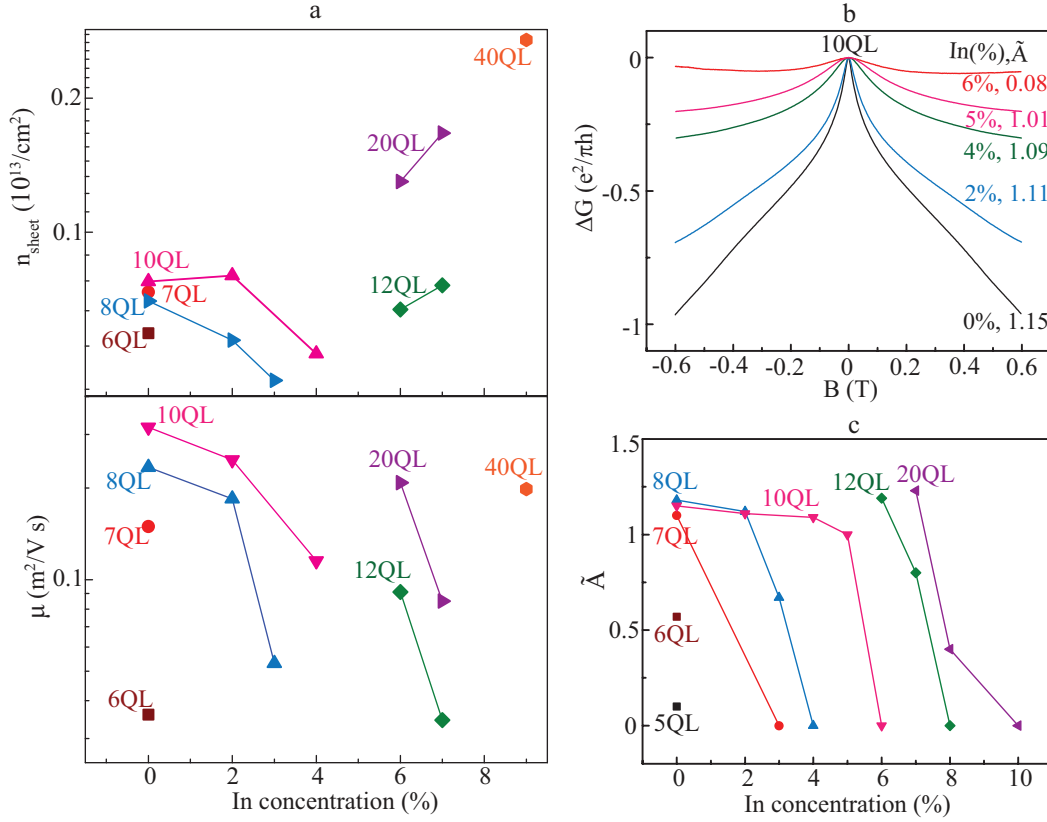 a
n_sheet (10^13/cm^2)
0.2
0.1
40QL
20QL
10QL
7QL
8QL
6QL
12QL
μ (m^2/V s)
0.1
10QL
8QL
7QL
6QL
20QL
40QL
12QL
0 2 4 6 8
In concentration (%)
b
10QL
In(%), Ã
6%, 0.08
5%, 1.01
4%, 1.09
2%, 1.11
0%, 1.15
ΔG (e^2/πh)
0
-0.5
-1
-0.6 -0.4 -0.2 0 0.2 0.4 0.6
B (T)
c
Ã
1.5
1
0.5
0
8QL
7QL
10QL
12QL
20QL
6QL
5QL
0 2 4 6 8 10
In concentration (%)